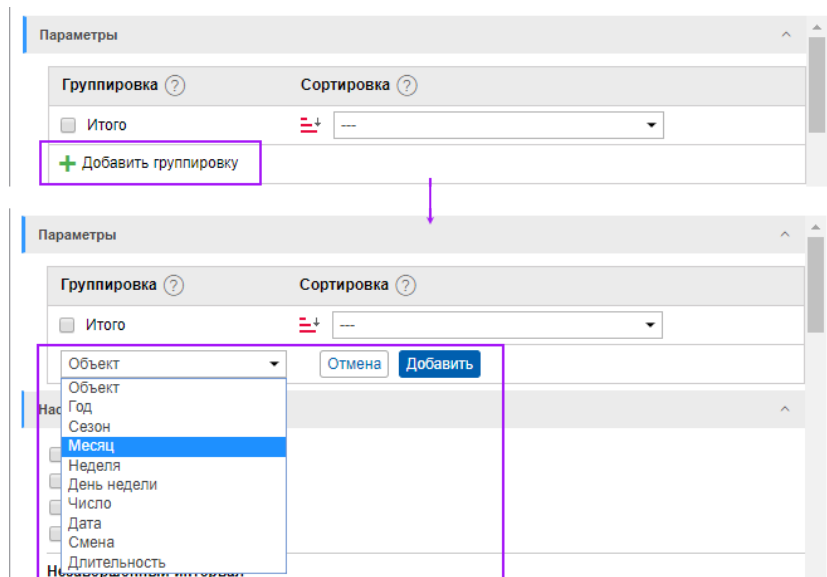 Параметры
Группировка ? Сортировка ?
Итого ---
Добавить группировку
Параметры
Группировка ? Сортировка ?
Итого ---
Объект Отмена Добавить
Объект
Год
Нас
Сезон
Месяц
Неделя
День недели
Число
Дата
Смена
Длительность